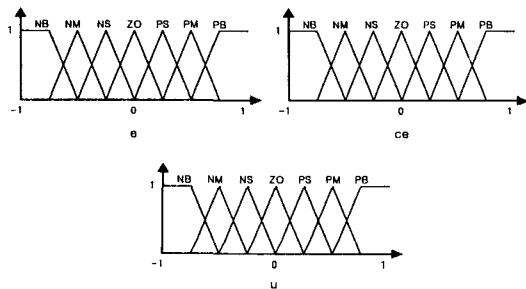 NB NM NS ZO PS PM PB
1
-1 0 1
e
NB NM NS ZO PS PM PB
1
-1 0 1
ce
NB NM NS ZO PS PM PB
1
-1 0 1
u